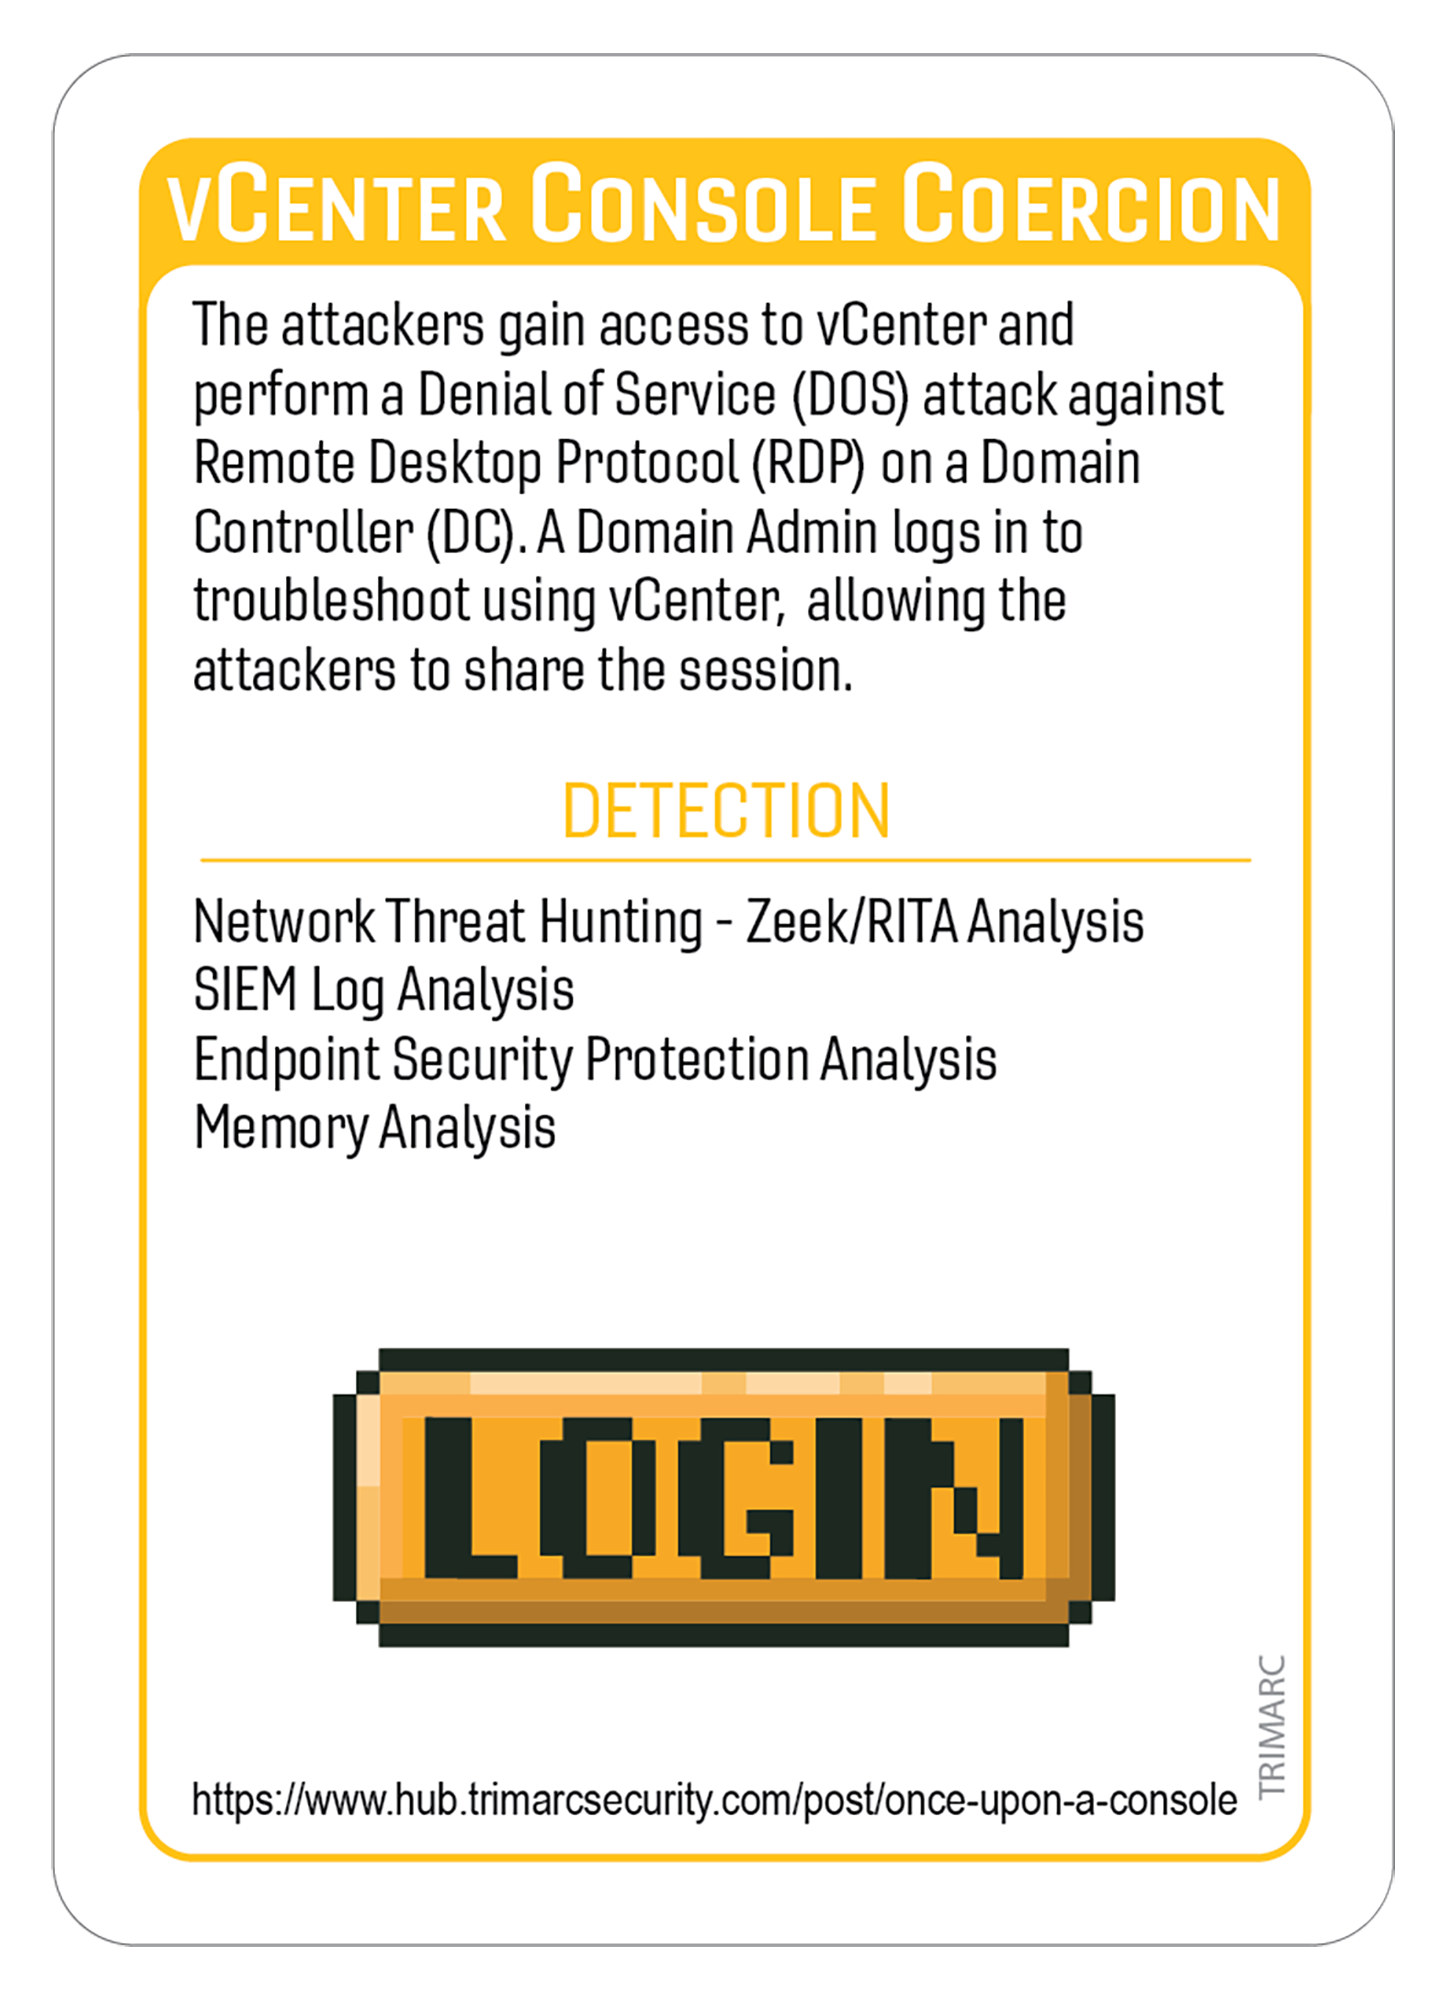 vCenter Console Coercion
The attackers gain access to vCenter and
perform a Denial of Service (DOS) attack against
Remote Desktop Protocol (RDP) on a Domain
Controller (DC). A Domain Admin logs in to
troubleshoot using vCenter, allowing the
attackers to share the session.
DETECTION
Network Threat Hunting - Zeek/RITA Analysis
SIEM Log Analysis
Endpoint Security Protection Analysis
Memory Analysis
LOGIN
TRIMARC
https://www.hub.trimarcsecurity.com/post/once-upon-a-console